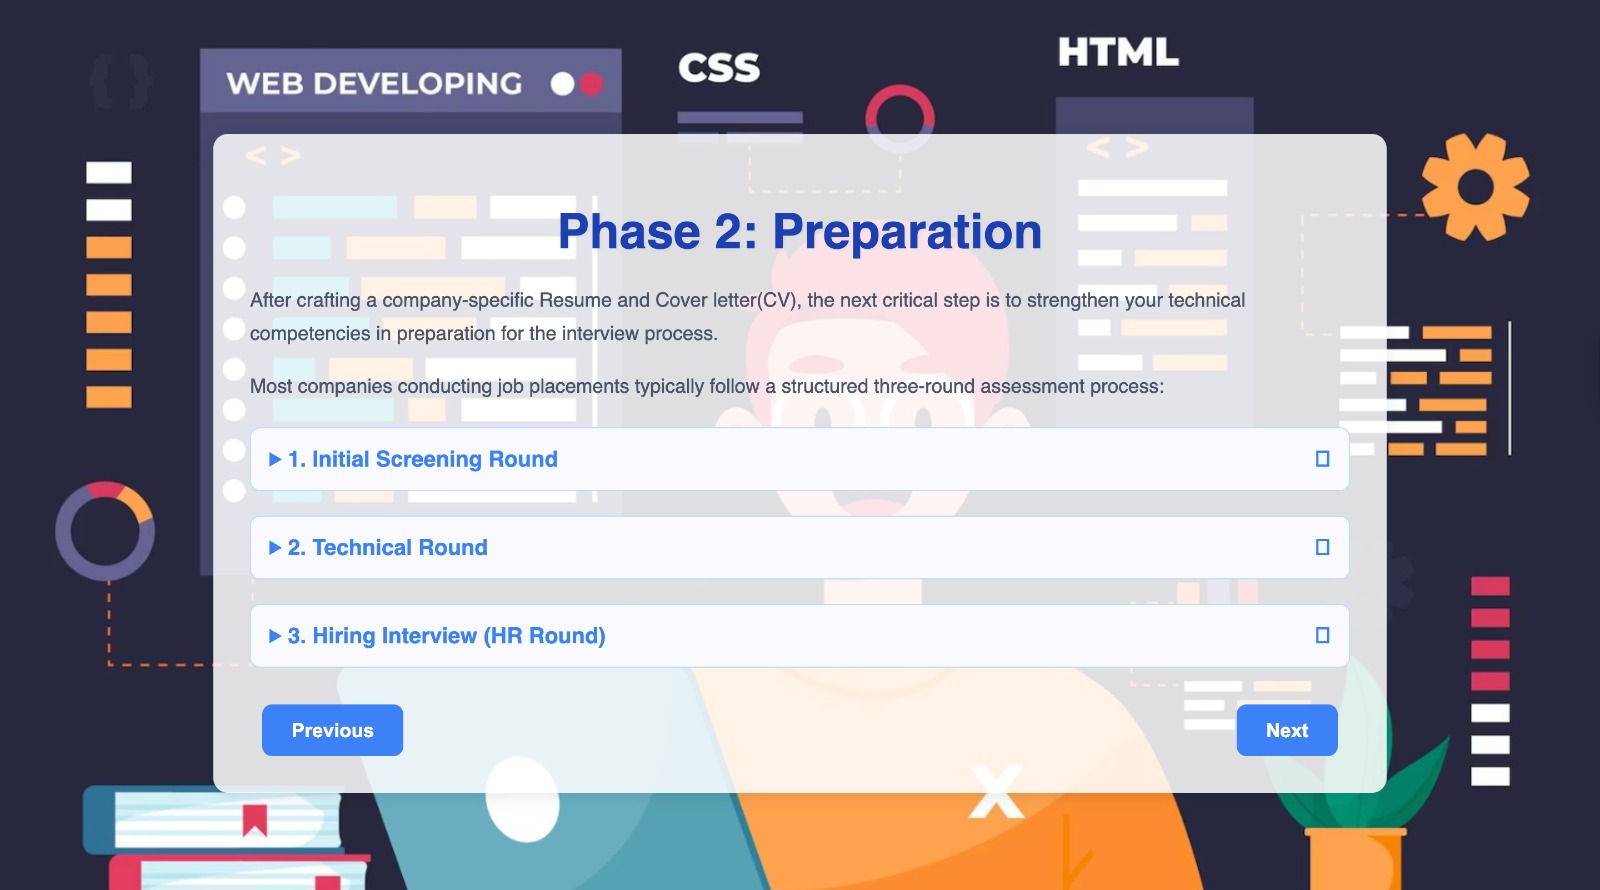 CSS
HTML
WEB DEVELOPING
< >
< >
Phase 2: Preparation
After crafting a company-specific Resume and Cover letter(CV), the next critical step is to strengthen your technical
competencies in preparation for the interview process.
Most companies conducting job placements typically follow a structured three-round assessment process:
1. Initial Screening Round
2. Technical Round
3. Hiring Interview (HR Round)
Previous
Next
X